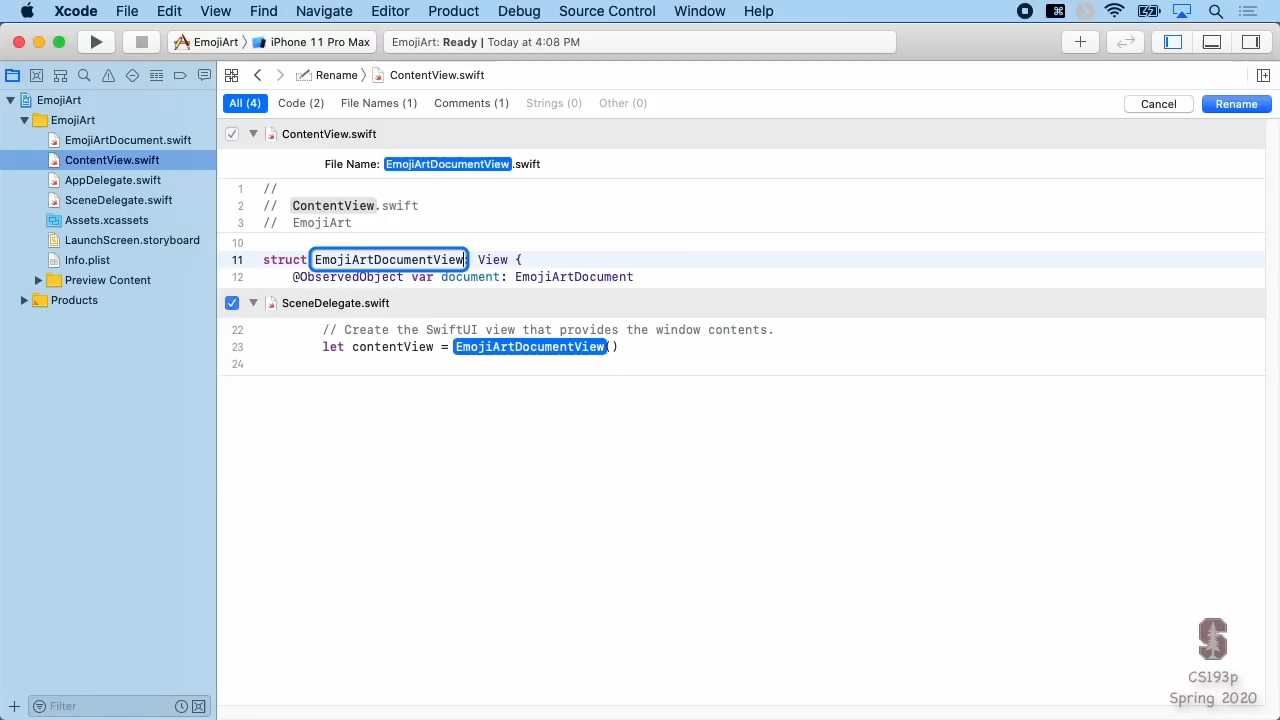 Xcode File Edit View Find Navigate Editor Product Debug Source Control Window Help
EmojiArt iPhone 11 Pro Max EmojiArt: Ready | Today at 4:08 PM
Rename ContentView.swift
All (4) Code (2) File Names (1) Comments (1) Strings (0) Other (0) Cancel Rename
EmojiArt
EmojiArt
EmojiArtDocument.swift
ContentView.swift
AppDelegate.swift
SceneDelegate.swift
Assets.xcassets
LaunchScreen.storyboard
Info.plist
Preview Content
Products
Filter
ContentView.swift
File Name: EmojiArtDocumentView.swift
1 //
2 // ContentView.swift
3 // EmojiArt
10
11 struct EmojiArtDocumentView: View {
12 @ObservedObject var document: EmojiArtDocument
SceneDelegate.swift
22 // Create the SwiftUI view that provides the window contents.
23 let contentView = EmojiArtDocumentView()
24
S
CS193p
Spring 2020